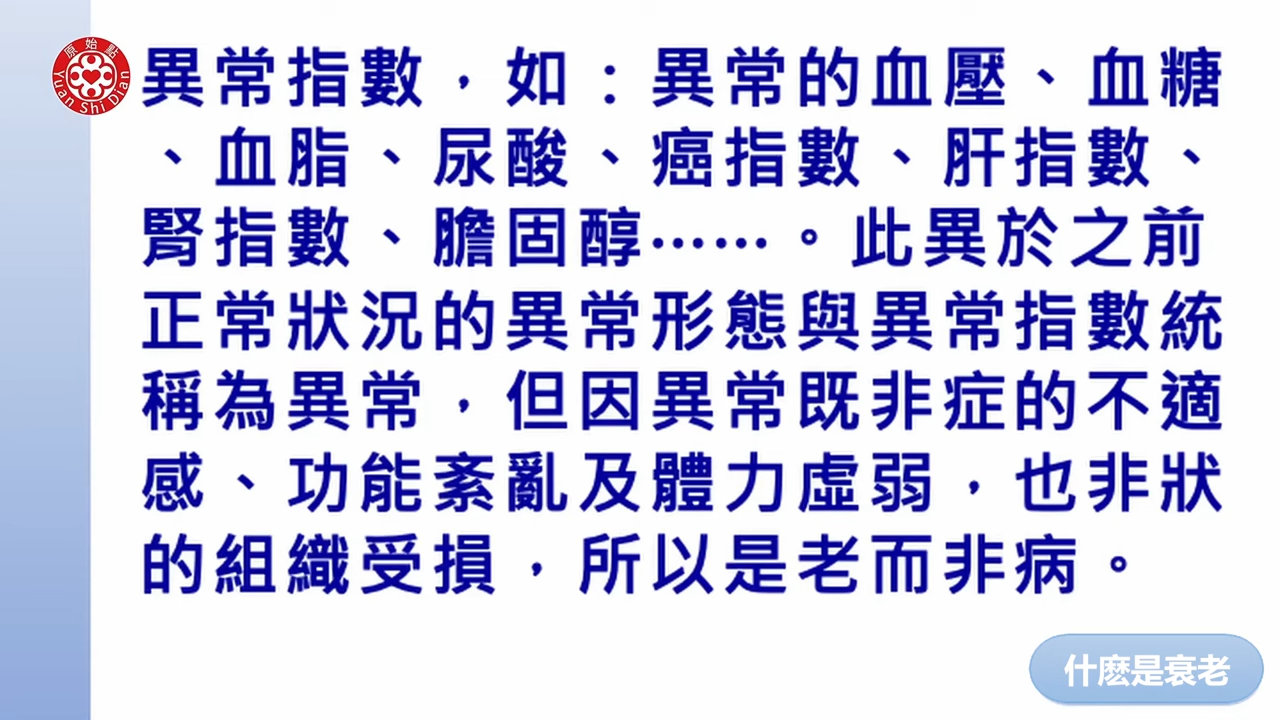 原始點
Yuan Shi Dian
異常指數，如：異常的血壓、血糖
、血脂、尿酸、癌指數、肝指數、
腎指數、膽固醇……。此異於之前
正常狀況的異常形態與異常指數統
稱為異常，但因異常既非症的不適
感、功能紊亂及體力虛弱，也非狀
的組織受損，所以是老而非病。
什麽是衰老